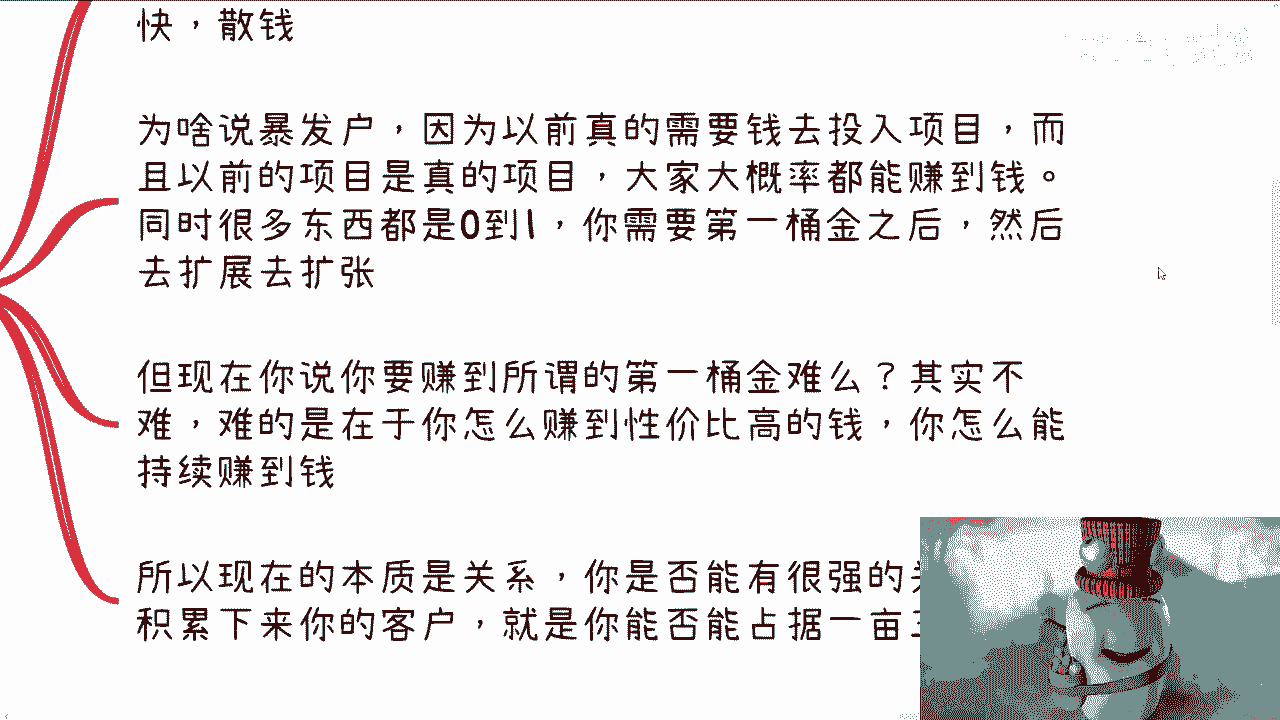 快，散钱
为啥说暴发户，因为以前真的需要钱去投入项目，而
且以前的项目是真的项目，大家大概率都能赚到钱。
同时很多东西都是0到1，你需要第一桶金之后，然后
去扩展去扩张
但现在你说你要赚到所谓的第一桶金难么？其实不
难，难的是在于你怎么赚到性价比高的钱，你怎么能
持续赚到钱
所以现在的本质是关系，你是否能有很强的
积累下来你的客户，就是你能否能占据一亩